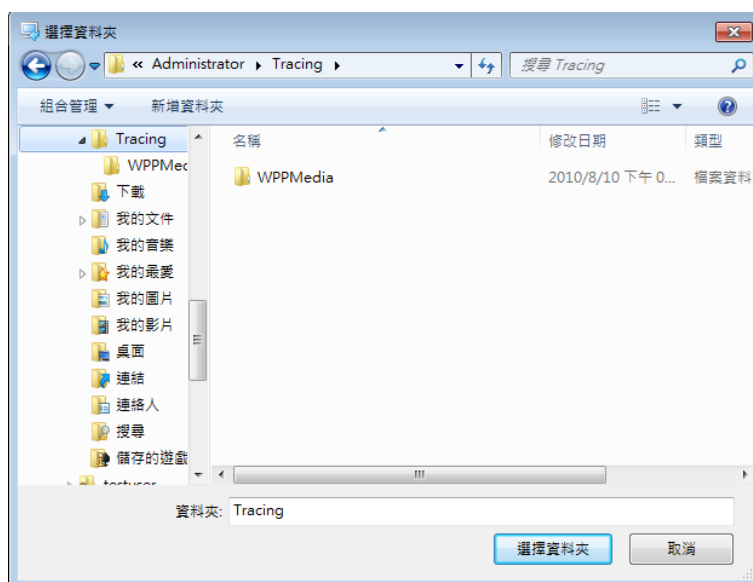 選擇資料夾
« Administrator ▸ Tracing ▸
搜尋 Tracing
組合管理 ▼ 新增資料夾
Tracing
WPPMed
下載
我的文件
我的音樂
我的最愛
我的圖片
我的影片
桌面
連結
連絡人
搜尋
儲存的遊戲
testuser
名稱 修改日期 類型
WPPMedia 2010/8/10 下午 0... 檔案資料
資料夾: Tracing
選擇資料夾 取消